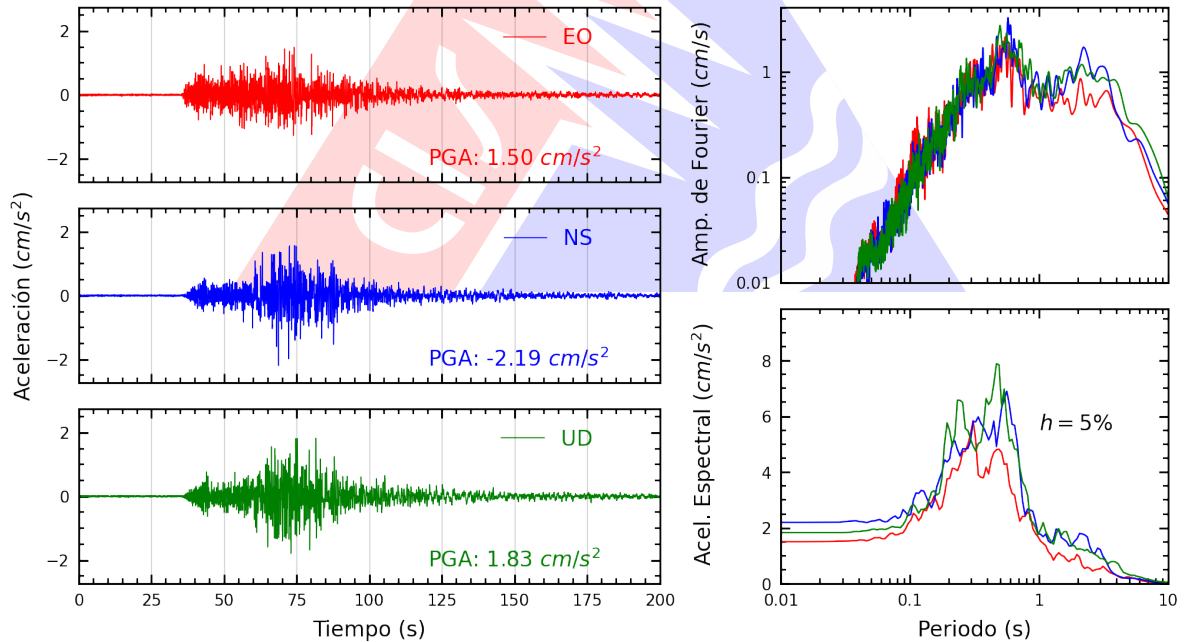 Aceleración (cm/s²)
2
0
−2
EO
PGA: 1.50 cm/s²
2
0
−2
NS
PGA: -2.19 cm/s²
2
0
−2
UD
PGA: 1.83 cm/s²
0 25 50 75 100 125 150 175 200
Tiempo (s)
Amp. de Fourier (cm/s)
1
0.1
0.01
Acel. Espectral (cm/s²)
8
6
4
2
0
h = 5%
0.01 0.1 1 10
Periodo (s)